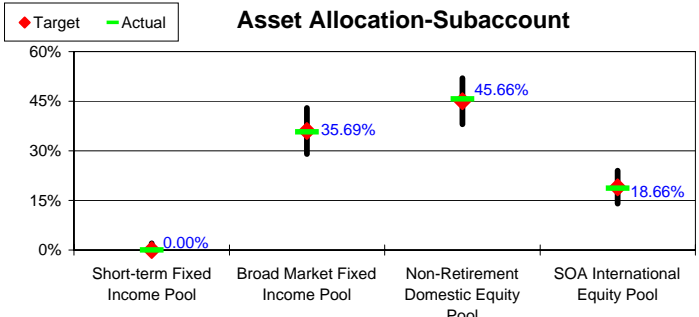 Target Actual
Asset Allocation-Subaccount
60%
45%
30%
15%
0%
45.66%
35.69%
18.66%
0.00%
Short-term Fixed
Income Pool
Broad Market Fixed
Income Pool
Non-Retirement
Domestic Equity
Pool
SOA International
Equity Pool